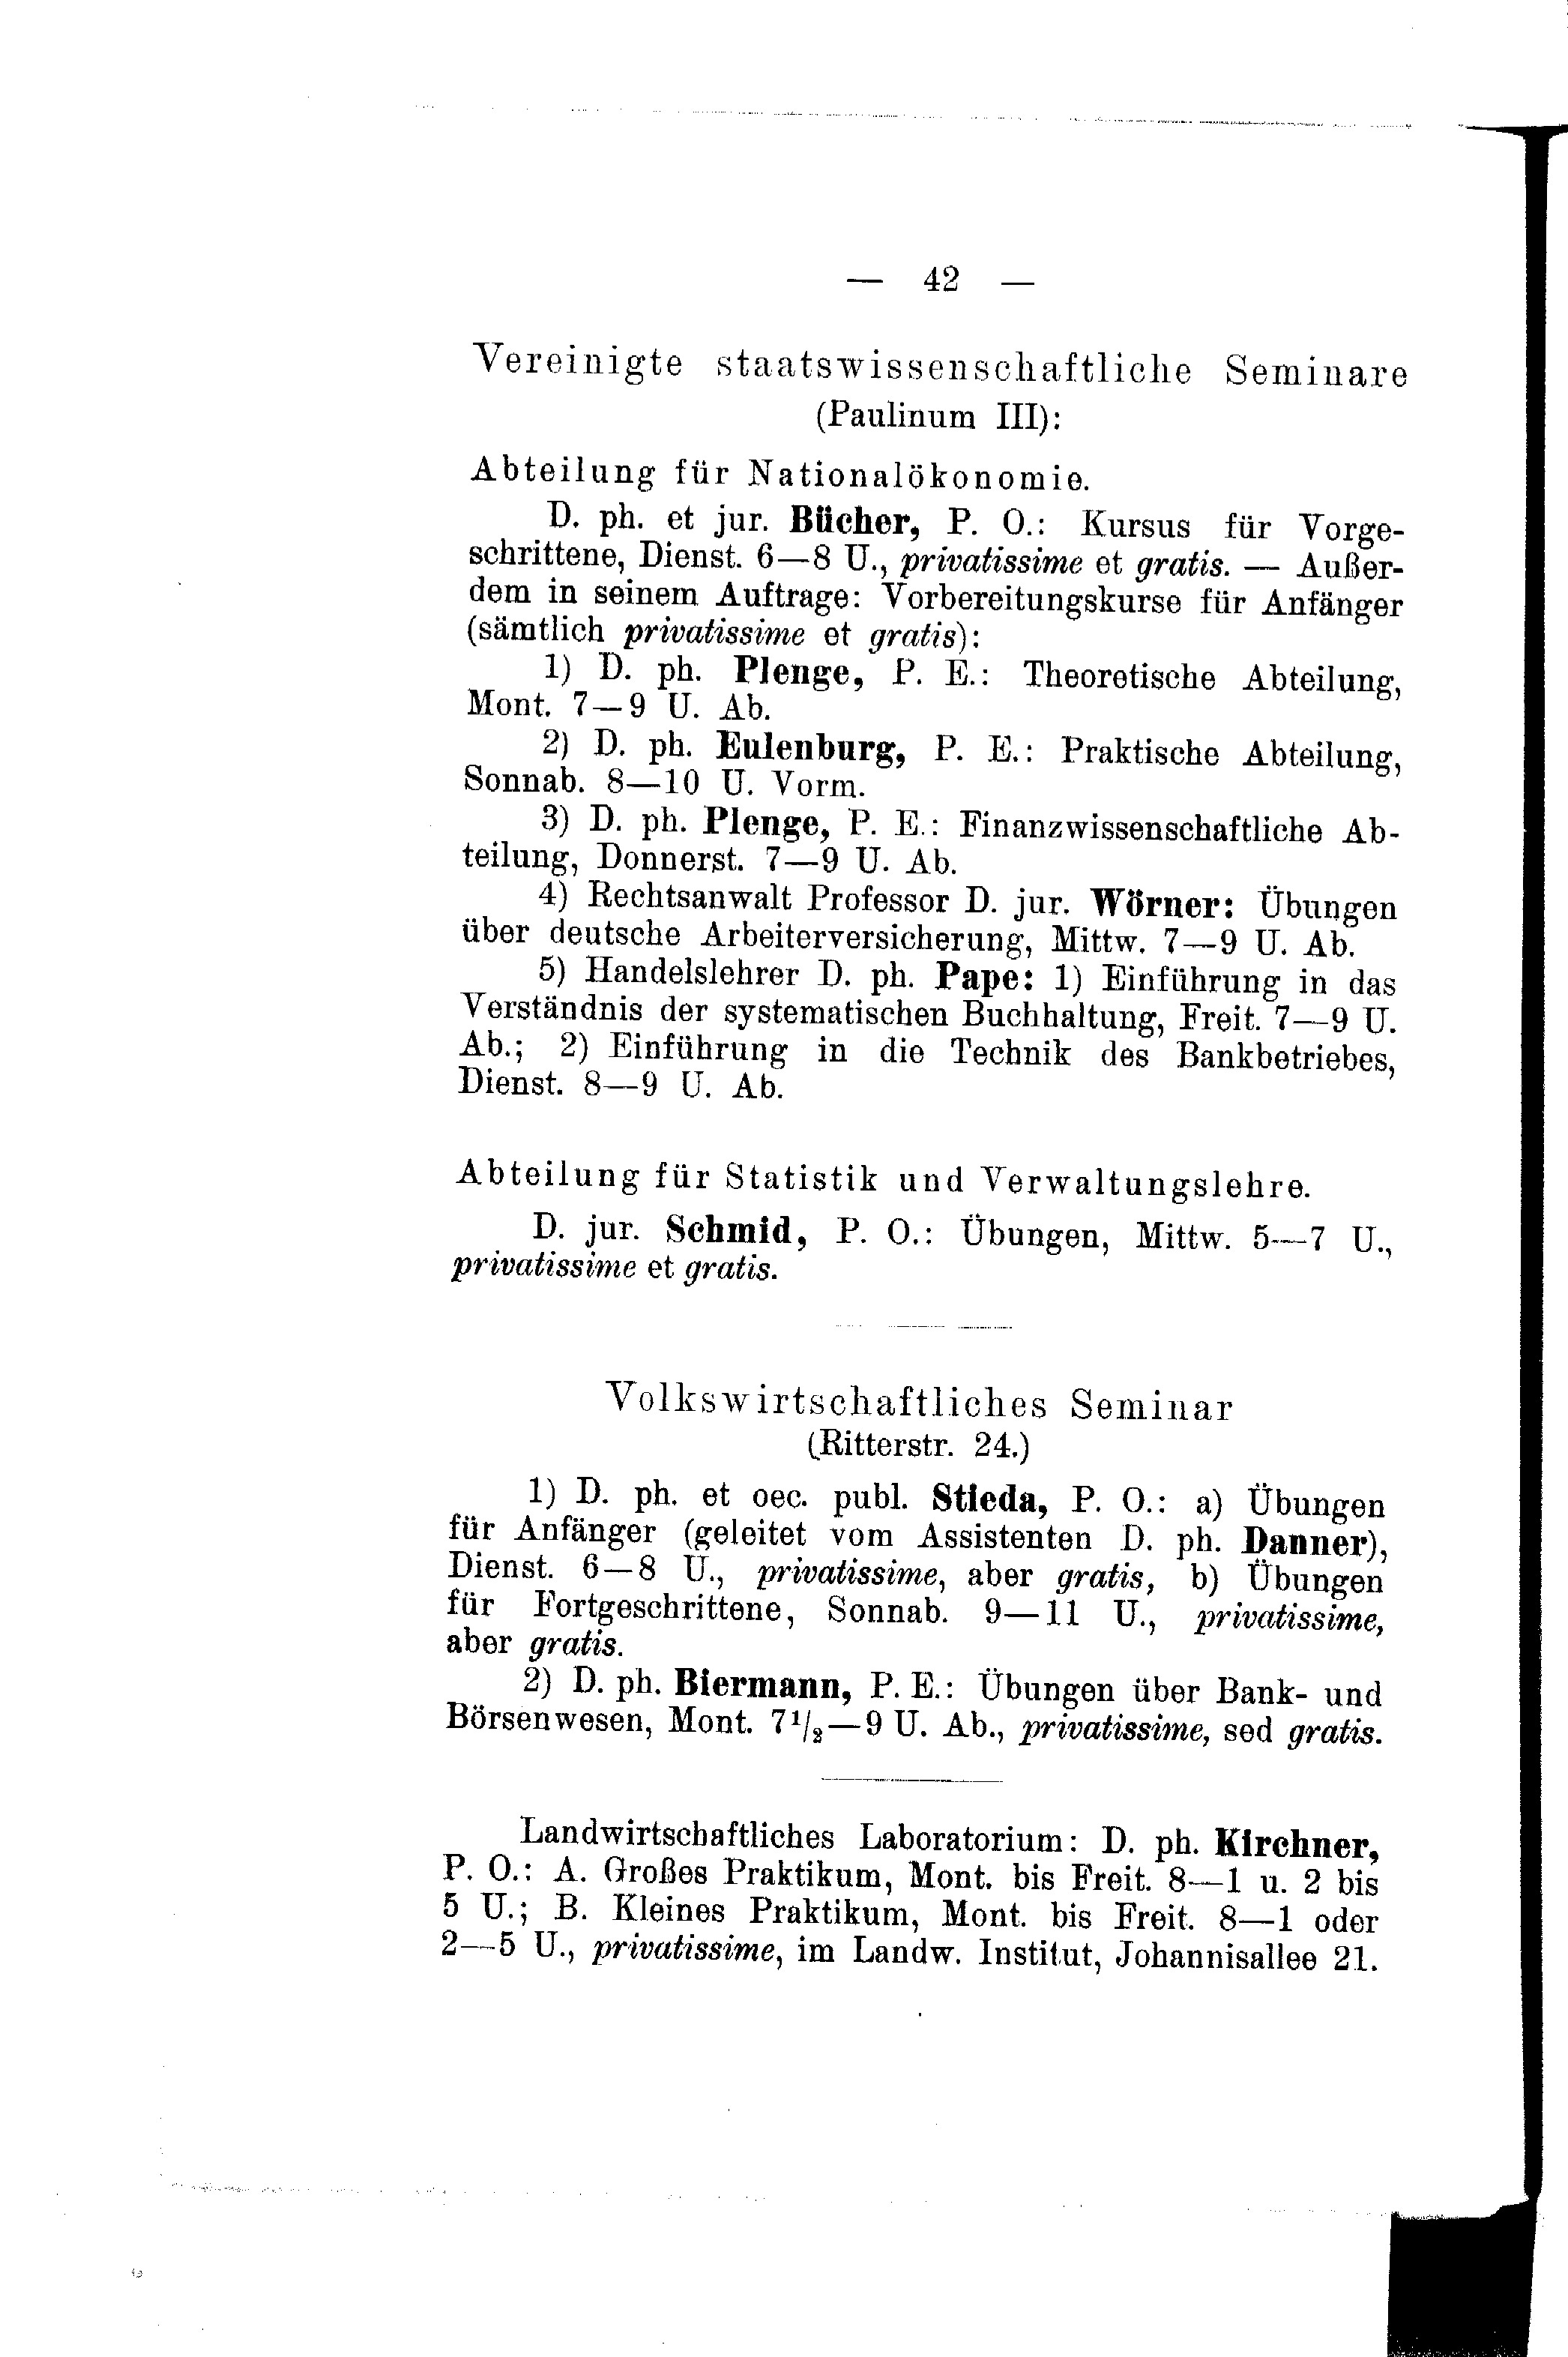 — 42 —
Vereinigte staatswissenschaftliche Seminare
(Paulinum III):
Abteilung für Nationalökonomie.
D. ph. et jur. Bücher, P. O.: Kursus für Vorge-
schrittene, Dienst. 6—8 U., privatissime et gratis. — Außer-
dem in seinem Auftrage: Vorbereitungskurse für Anfänger
(sämtlich privatissime et gratis):
1) D. ph. Plenge, P. E.: Theoretische Abteilung,
Mont. 7—9 U. Ab.
2) D. ph. Eulenburg, P. E.: Praktische Abteilung,
Sonnab. 8—10 U. Vorm.
3) D. ph. Plenge, P. E.: Finanzwissenschaftliche Ab-
teilung, Donnerst. 7—9 U. Ab.
4) Rechtsanwalt Professor D. jur. Wörner: Übungen
über deutsche Arbeiterversicherung, Mittw. 7—9 U. Ab.
5) Handelslehrer D. ph. Pape: 1) Einführung in das
Verständnis der systematischen Buchhaltung, Freit. 7—9 U.
Ab.; 2) Einführung in die Technik des Bankbetriebes,
Dienst. 8—9 U. Ab.
Abteilung für Statistik und Verwaltungslehre.
D. jur. Schmid, P. O.: Übungen, Mittw. 5—7 U.,
privatissime et gratis.
Volkswirtschaftliches Seminar
(Ritterstr. 24.)
1) D. ph. et oec. publ. Stieda, P. O.: a) Übungen
für Anfänger (geleitet vom Assistenten D. ph. Danner),
Dienst. 6—8 U., privatissime, aber gratis, b) Übungen
für Fortgeschrittene, Sonnab. 9—11 U., privatissime,
aber gratis.
2) D. ph. Biermann, P. E.: Übungen über Bank- und
Börsenwesen, Mont. 7½—9 U. Ab., privatissime, sed gratis.
Landwirtschaftliches Laboratorium: D. ph. Kirchner,
P. O.: A. Großes Praktikum, Mont. bis Freit. 8—1 u. 2 bis
5 U.; B. Kleines Praktikum, Mont. bis Freit. 8—1 oder
2—5 U., privatissime, im Landw. Institut, Johannisallee 21.